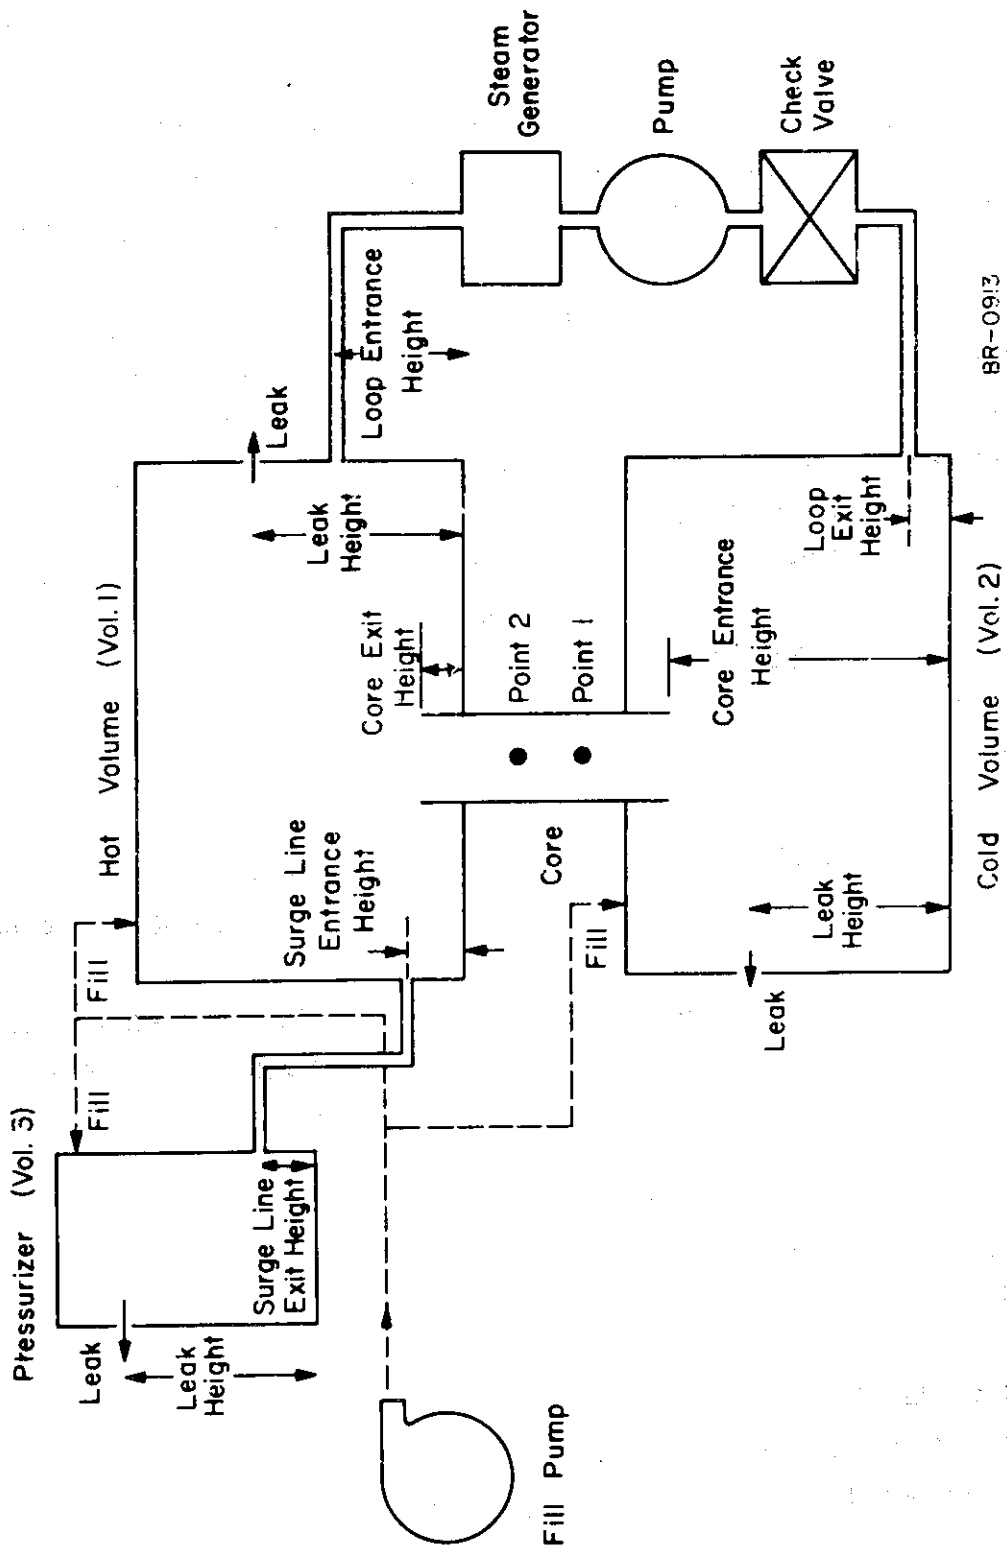 Pressurizer (Vol. 3)
Hot Volume (Vol. 1)
Fill
Fill
Leak
Leak
Height
Surge Line
Exit Height
Surge Line
Entrance
Height
Core Exit
Height
Leak
Height
Leak
Loop Entrance
Height
Steam
Generator
Pump
Check
Valve
Core
Point 2
Point 1
Fill Pump
Fill
Leak
Leak
Height
Core Entrance
Height
Loop
Exit
Height
Cold Volume (Vol. 2)
BR-0913